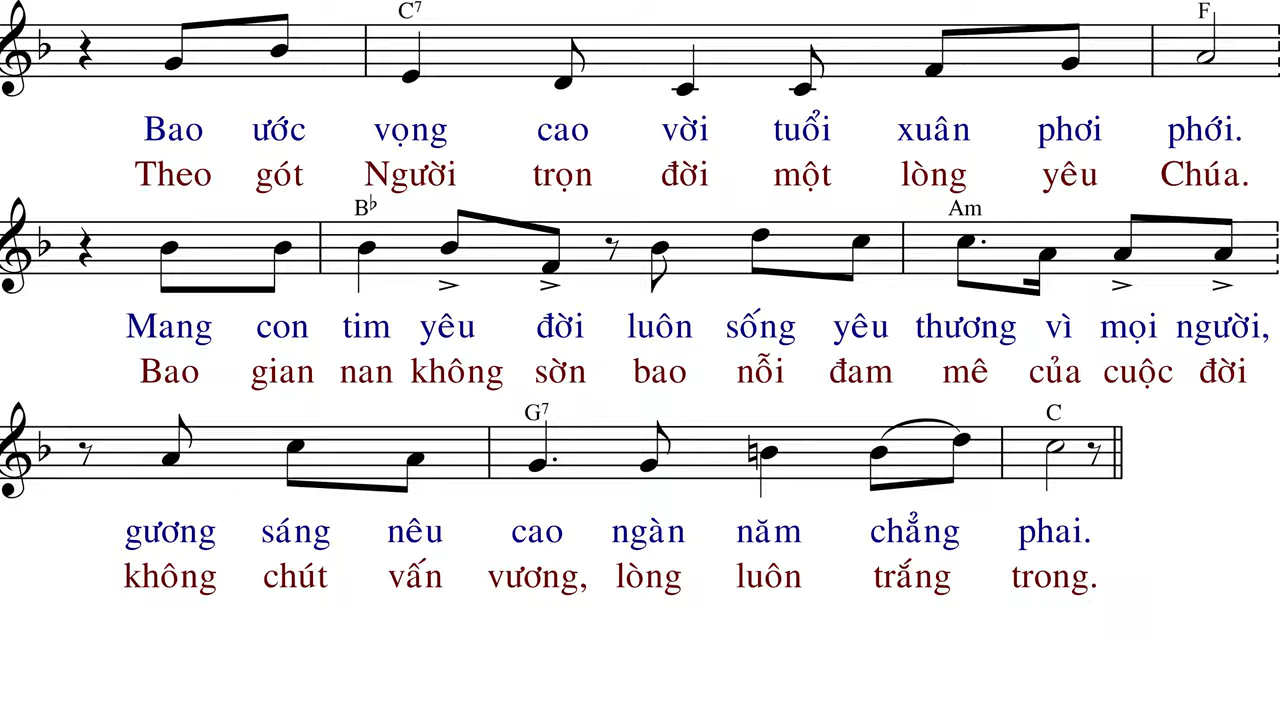 C7 F
Bao ước vọng cao vời tuổi xuân phơi phới.
Theo gót Người trọn đời một lòng yêu Chúa.
B♭ Am
Mang con tim yêu đời luôn sống yêu thương vì mọi người,
Bao gian nan không sờn bao nỗi đam mê của cuộc đời
G7 C
gương sáng nêu cao ngàn năm chẳng phai.
không chút vấn vương, lòng luôn trắng trong.